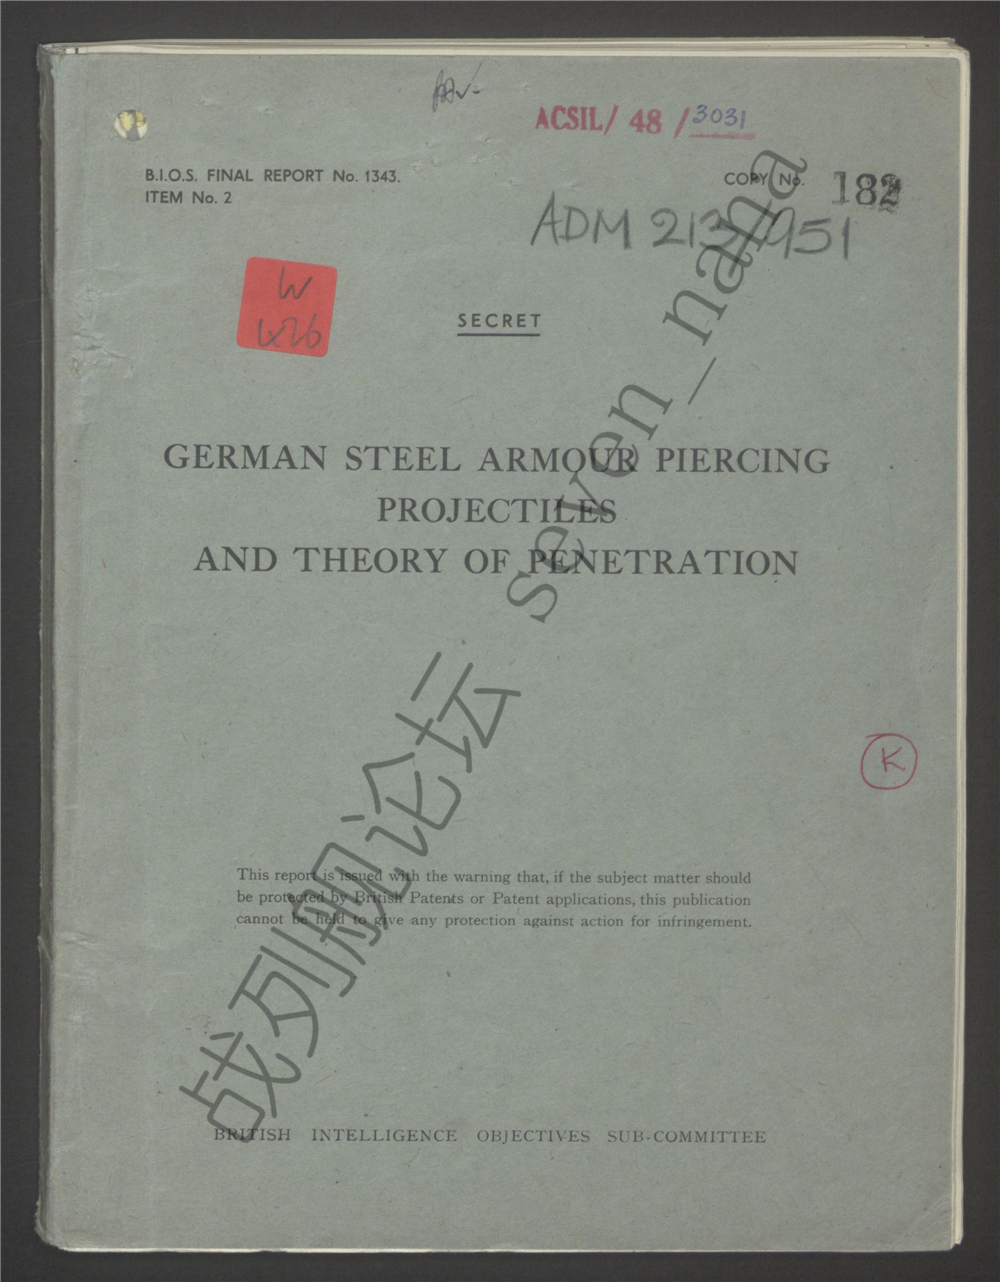 ACSIL/ 48 /3031
B.I.O.S. FINAL REPORT No. 1343.
ITEM No. 2
COPY No. 182
ADM 213/951
W
426
SECRET
GERMAN STEEL ARMOUR PIERCING
PROJECTILES
AND THEORY OF PENETRATION
K
This report is issued with the warning that, if the subject matter should
be protected by British Patents or Patent applications, this publication
cannot be held to give any protection against action for infringement.
BRITISH INTELLIGENCE OBJECTIVES SUB-COMMITTEE
战列舰论坛 seven_nana